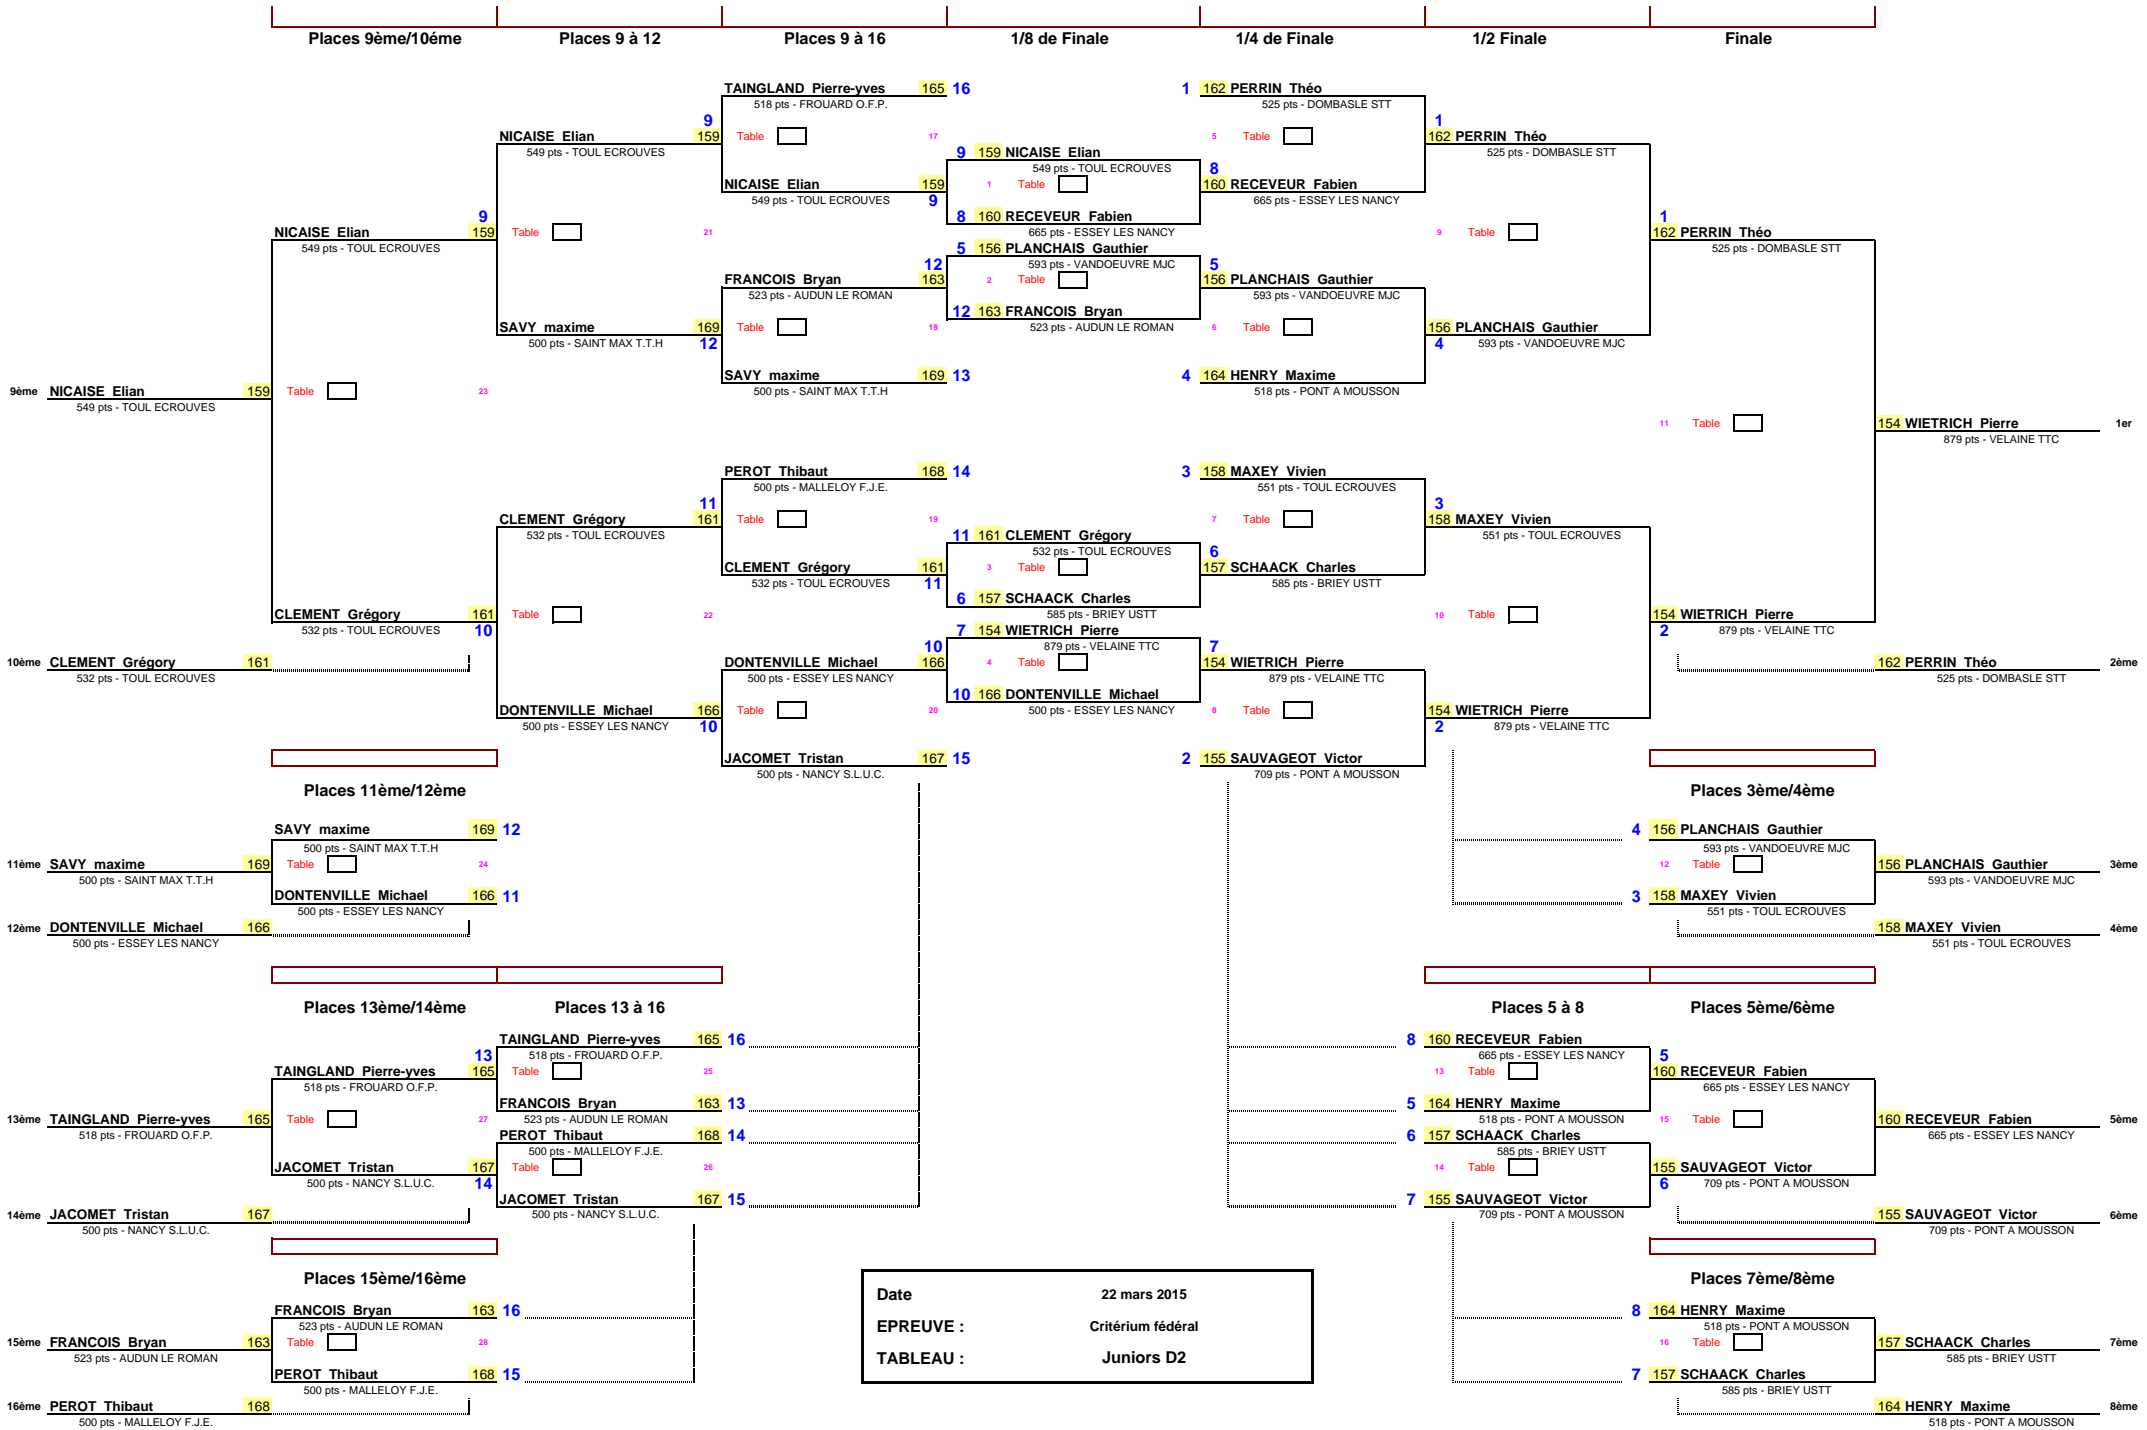 Places 9ème/10éme Places 9 à 12 Places 9 à 16 1/8 de Finale 1/4 de Finale 1/2 Finale Finale
TAINGLAND Pierre-yves 165 16 1 162 PERRIN Théo
518 pts - FROUARD O.F.P. 525 pts - DOMBASLE STT
9 1
NICAISE Elian 159 Table 17 5 Table 162 PERRIN Théo
549 pts - TOUL ECROUVES 9 159 NICAISE Elian 525 pts - DOMBASLE STT
549 pts - TOUL ECROUVES 8
NICAISE Elian 159 1 Table 160 RECEVEUR Fabien
549 pts - TOUL ECROUVES 9 665 pts - ESSEY LES NANCY
9 8 160 RECEVEUR Fabien 1
NICAISE Elian 159 Table 21 665 pts - ESSEY LES NANCY 9 Table 162 PERRIN Théo
549 pts - TOUL ECROUVES 5 156 PLANCHAIS Gauthier 525 pts - DOMBASLE STT
12 593 pts - VANDOEUVRE MJC 5
FRANCOIS Bryan 163 2 Table 156 PLANCHAIS Gauthier
523 pts - AUDUN LE ROMAN 593 pts - VANDOEUVRE MJC
12 163 FRANCOIS Bryan
SAVY maxime 169 Table 18 523 pts - AUDUN LE ROMAN 6 Table 156 PLANCHAIS Gauthier
500 pts - SAINT MAX T.T.H 12 4 593 pts - VANDOEUVRE MJC
SAVY maxime 169 13 4 164 HENRY Maxime
9ème NICAISE Elian 159 Table 23 500 pts - SAINT MAX T.T.H 518 pts - PONT A MOUSSON
549 pts - TOUL ECROUVES
11 Table 154 WIETRICH Pierre 1er
879 pts - VELAINE TTC
PEROT Thibaut 168 14 3 158 MAXEY Vivien
500 pts - MALLELOY F.J.E. 551 pts - TOUL ECROUVES
11 3
CLEMENT Grégory 161 Table 19 7 Table 158 MAXEY Vivien
532 pts - TOUL ECROUVES 11 161 CLEMENT Grégory 551 pts - TOUL ECROUVES
532 pts - TOUL ECROUVES 6
CLEMENT Grégory 161 3 Table 157 SCHAACK Charles
532 pts - TOUL ECROUVES 11 585 pts - BRIEY USTT
6 157 SCHAACK Charles
CLEMENT Grégory 161 Table 22 585 pts - BRIEY USTT 10 Table 154 WIETRICH Pierre
532 pts - TOUL ECROUVES 10 7 154 WIETRICH Pierre 2 879 pts - VELAINE TTC
10 879 pts - VELAINE TTC 7
10ème CLEMENT Grégory 161 DONTENVILLE Michael 166 4 Table 154 WIETRICH Pierre 162 PERRIN Théo 2ème
532 pts - TOUL ECROUVES 500 pts - ESSEY LES NANCY 879 pts - VELAINE TTC 525 pts - DOMBASLE STT
10 166 DONTENVILLE Michael
DONTENVILLE Michael 166 Table 20 500 pts - ESSEY LES NANCY 8 Table 154 WIETRICH Pierre
500 pts - ESSEY LES NANCY 10 2 879 pts - VELAINE TTC
JACOMET Tristan 167 15 2 155 SAUVAGEOT Victor
500 pts - NANCY S.L.U.C. 709 pts - PONT A MOUSSON
Places 11ème/12ème Places 3ème/4ème
SAVY maxime 169 12 4 156 PLANCHAIS Gauthier
500 pts - SAINT MAX T.T.H 593 pts - VANDOEUVRE MJC
11ème SAVY maxime 169 Table 24 12 Table 156 PLANCHAIS Gauthier 3ème
500 pts - SAINT MAX T.T.H 593 pts - VANDOEUVRE MJC
DONTENVILLE Michael 166 11 3 158 MAXEY Vivien
500 pts - ESSEY LES NANCY 551 pts - TOUL ECROUVES
12ème DONTENVILLE Michael 166 158 MAXEY Vivien 4ème
500 pts - ESSEY LES NANCY 551 pts - TOUL ECROUVES
Places 13ème/14ème Places 13 à 16 Places 5 à 8 Places 5ème/6ème
TAINGLAND Pierre-yves 165 16 8 160 RECEVEUR Fabien
13 518 pts - FROUARD O.F.P. 665 pts - ESSEY LES NANCY 5
TAINGLAND Pierre-yves 165 Table 25 13 Table 160 RECEVEUR Fabien
518 pts - FROUARD O.F.P. 665 pts - ESSEY LES NANCY
FRANCOIS Bryan 163 13 5 164 HENRY Maxime
13ème TAINGLAND Pierre-yves 165 Table 27 523 pts - AUDUN LE ROMAN 518 pts - PONT A MOUSSON 15 Table 160 RECEVEUR Fabien 5ème
518 pts - FROUARD O.F.P. PEROT Thibaut 168 14 6 157 SCHAACK Charles 665 pts - ESSEY LES NANCY
500 pts - MALLELOY F.J.E. 585 pts - BRIEY USTT
JACOMET Tristan 167 Table 26 14 Table 155 SAUVAGEOT Victor
500 pts - NANCY S.L.U.C. 14 6 709 pts - PONT A MOUSSON
JACOMET Tristan 167 15 7 155 SAUVAGEOT Victor
14ème JACOMET Tristan 167 500 pts - NANCY S.L.U.C. 709 pts - PONT A MOUSSON 155 SAUVAGEOT Victor 6ème
500 pts - NANCY S.L.U.C. 709 pts - PONT A MOUSSON
Places 15ème/16ème Places 7ème/8ème
Date 22 mars 2015
FRANCOIS Bryan 163 16 8 164 HENRY Maxime
523 pts - AUDUN LE ROMAN EPREUVE : Critérium fédéral 518 pts - PONT A MOUSSON
15ème FRANCOIS Bryan 163 Table 28 16 Table 157 SCHAACK Charles 7ème
523 pts - AUDUN LE ROMAN TABLEAU : Juniors D2 585 pts - BRIEY USTT
PEROT Thibaut 168 15 7 157 SCHAACK Charles
500 pts - MALLELOY F.J.E. 585 pts - BRIEY USTT
16ème PEROT Thibaut 168 164 HENRY Maxime 8ème
500 pts - MALLELOY F.J.E. 518 pts - PONT A MOUSSON